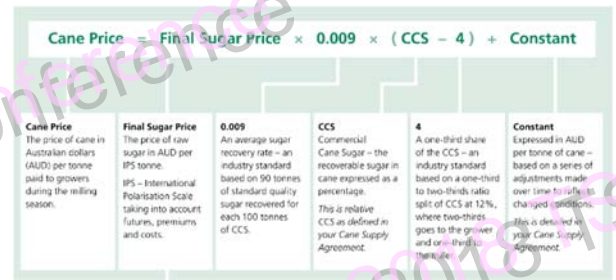 Cane Price = Final Sugar Price × 0.009 × ( CCS – 4 ) + Constant
Cane Price
The price of cane in
Australian dollars
(AUD) per tonne
paid to growers
during the milling
season.
Final Sugar Price
The price of raw
sugar in AUD per
IPS tonne.
IPS – International
Polarisation Scale
taking into account
futures, premiums
and costs.
0.009
An average sugar
recovery rate – an
industry standard
based on 90 tonnes
of standard quality
sugar recovered for
each 100 tonnes
of CCS.
CCS
Commercial
Cane Sugar – the
recoverable sugar in
cane expressed as a
percentage.
This is relative
CCS as defined in
your Cane Supply
Agreement.
4
A one-third share
of the CCS – an
industry standard
based on a one-third
to two-thirds ratio
split of CCS at 12%,
where two-thirds
goes to the grower
and one-third to
the miller.
Constant
Expressed in AUD
per tonne of cane –
based on a series of
adjustments made
over time to reflect
changed conditions.
This is detailed in
your Cane Supply
Agreement.